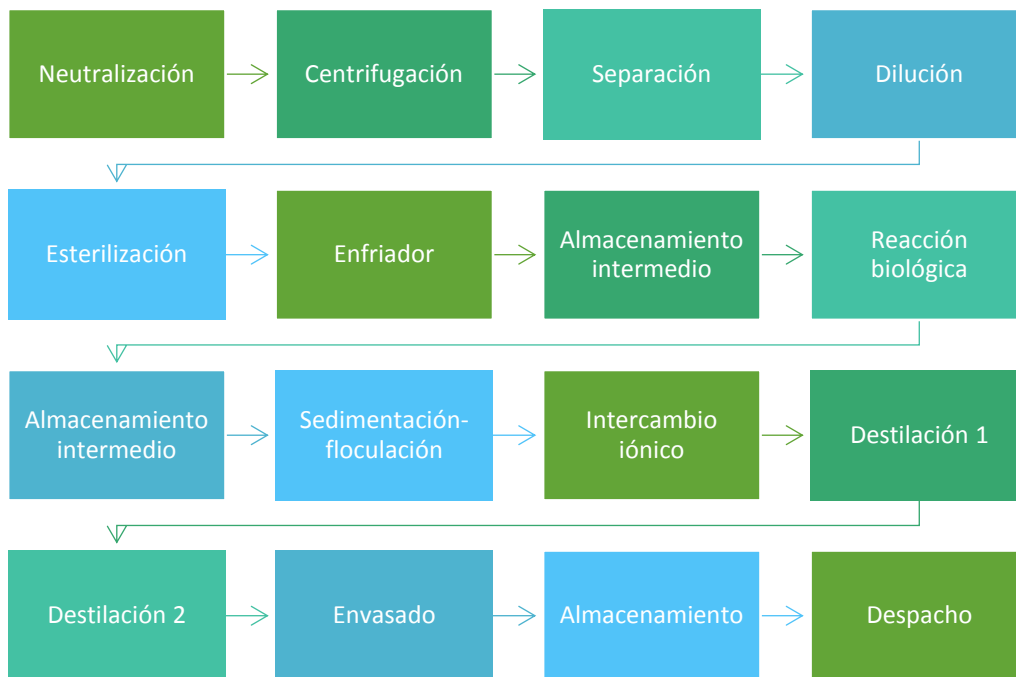 Neutralización
Centrifugación
Separación
Dilución
Esterilización
Enfriador
Almacenamiento
intermedio
Reacción
biológica
Almacenamiento
intermedio
Sedimentación-
floculación
Intercambio
iónico
Destilación 1
Destilación 2
Envasado
Almacenamiento
Despacho